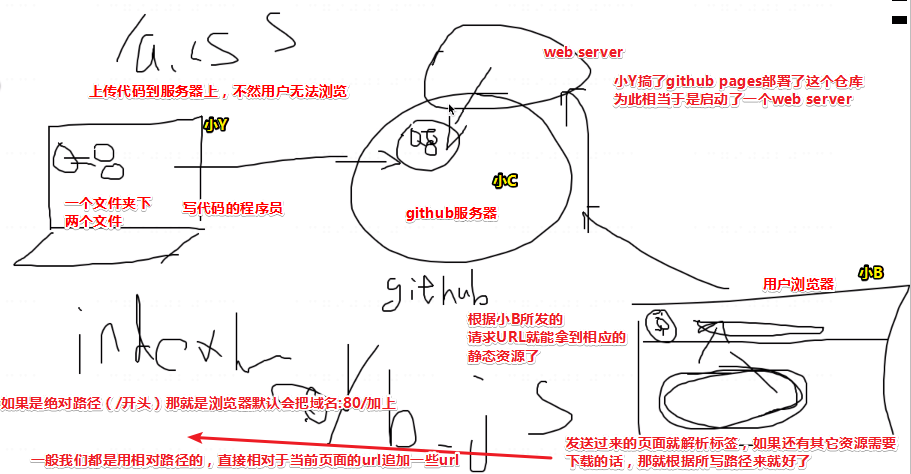 /a.css
web server
上传代码到服务器上，不然用户无法浏览
小Y搞了github pages部署了这个仓库
为此相当于是启动了一个web server
小Y
小C
一个文件夹下
两个文件
写代码的程序员
github服务器
小B
用户浏览器
github
根据小B所发的
请求URL就能拿到相应的
静态资源了
index.h
/b.js
如果是绝对路径（/开头）那就是浏览器默认会把域名:80/加上
一般我们都是用相对路径的，直接相对于当前页面的url追加一些url
发送过来的页面就解析标签，如果还有其它资源需要
下载的话，那就根据所写路径来就好了